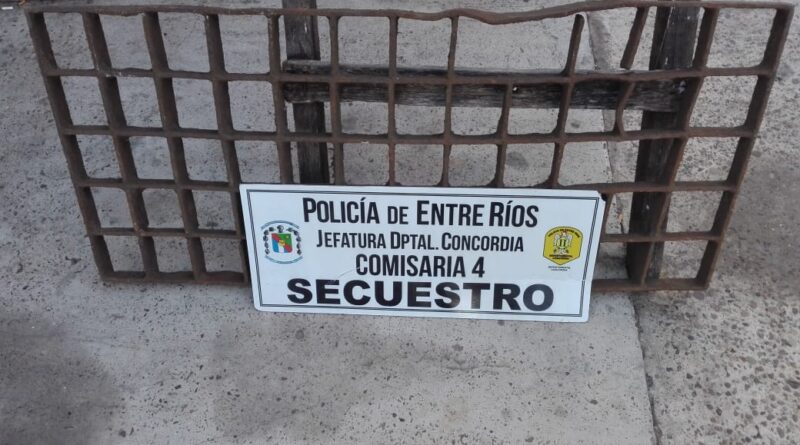 POLICÍA DE ENTRE RÍOS
JEFATURA DPTAL. CONCORDIA
COMISARIA 4
SECUESTRO